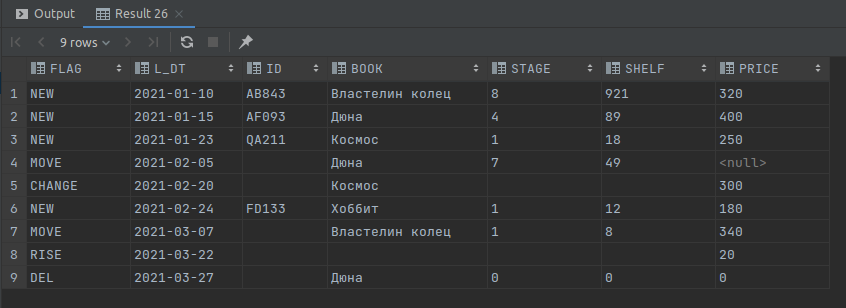 Output Result 26
9 rows
FLAG L_DT ID BOOK STAGE SHELF PRICE
1 NEW 2021-01-10 AB843 Властелин колец 8 921 320
2 NEW 2021-01-15 AF093 Дюна 4 89 400
3 NEW 2021-01-23 QA211 Космос 1 18 250
4 MOVE 2021-02-05 Дюна 7 49 <null>
5 CHANGE 2021-02-20 Космос 300
6 NEW 2021-02-24 FD133 Хоббит 1 12 180
7 MOVE 2021-03-07 Властелин колец 1 8 340
8 RISE 2021-03-22 20
9 DEL 2021-03-27 Дюна 0 0 0